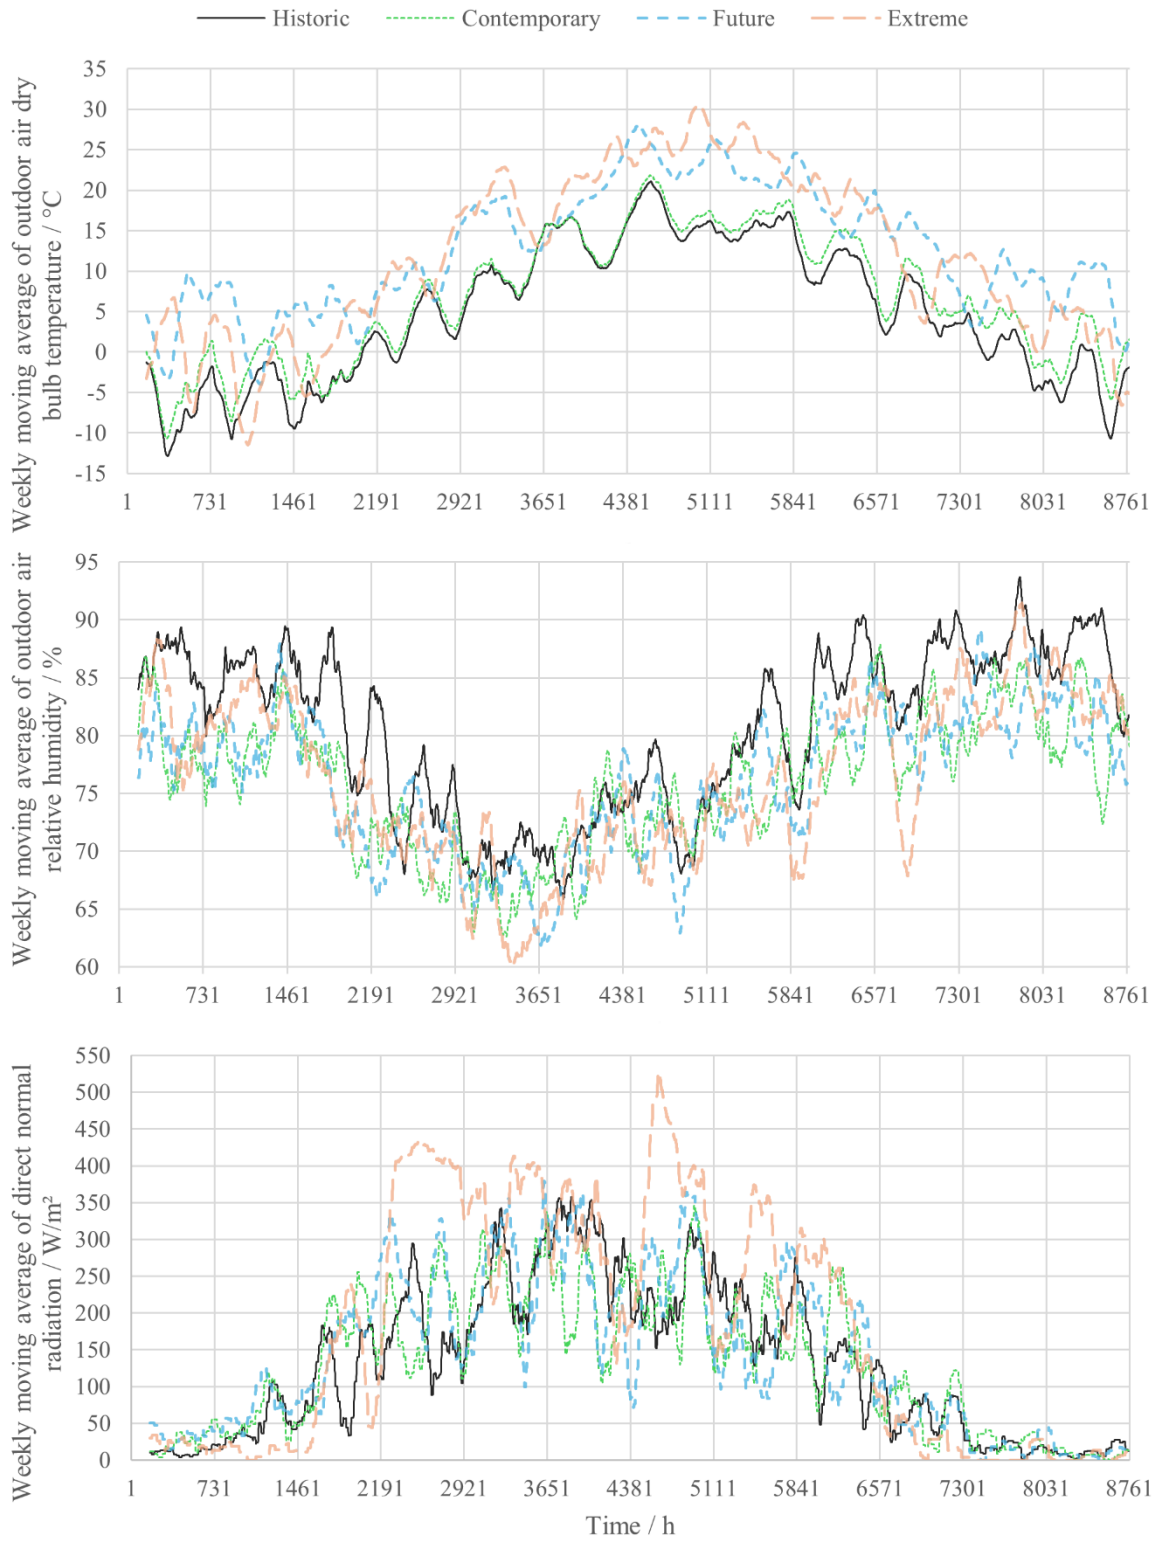 Historic Contemporary Future Extreme
Weekly moving average of outdoor air dry
bulb temperature / °C
35
30
25
20
15
10
5
0
-5
-10
-15
1 731 1461 2191 2921 3651 4381 5111 5841 6571 7301 8031 8761
Weekly moving average of outdoor air
relative humidity / %
95
90
85
80
75
70
65
60
1 731 1461 2191 2921 3651 4381 5111 5841 6571 7301 8031 8761
Weekly moving average of direct normal
radiation / W/m²
550
500
450
400
350
300
250
200
150
100
50
0
1 731 1461 2191 2921 3651 4381 5111 5841 6571 7301 8031 8761
Time / h